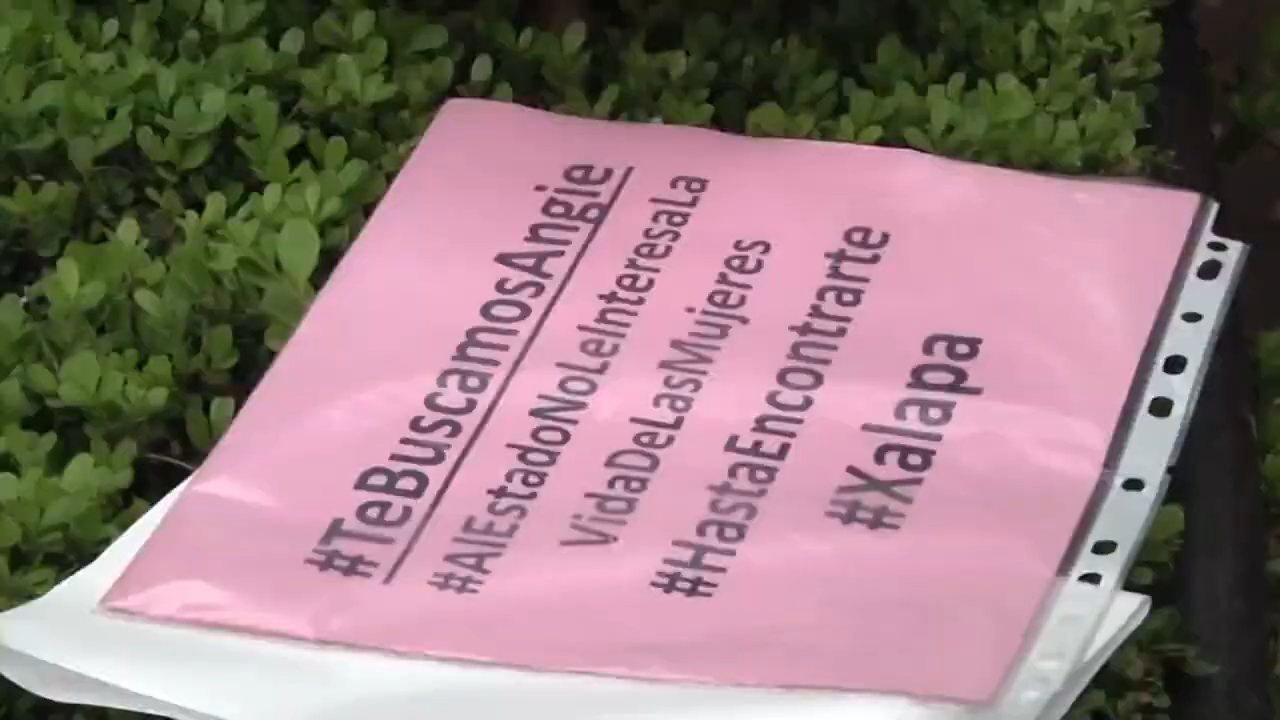 #TeBuscamosAngie
#AlEstadoNoLeInteresaLa
VidaDeLasMujeres
#HastaEncontrarte
#Xalapa